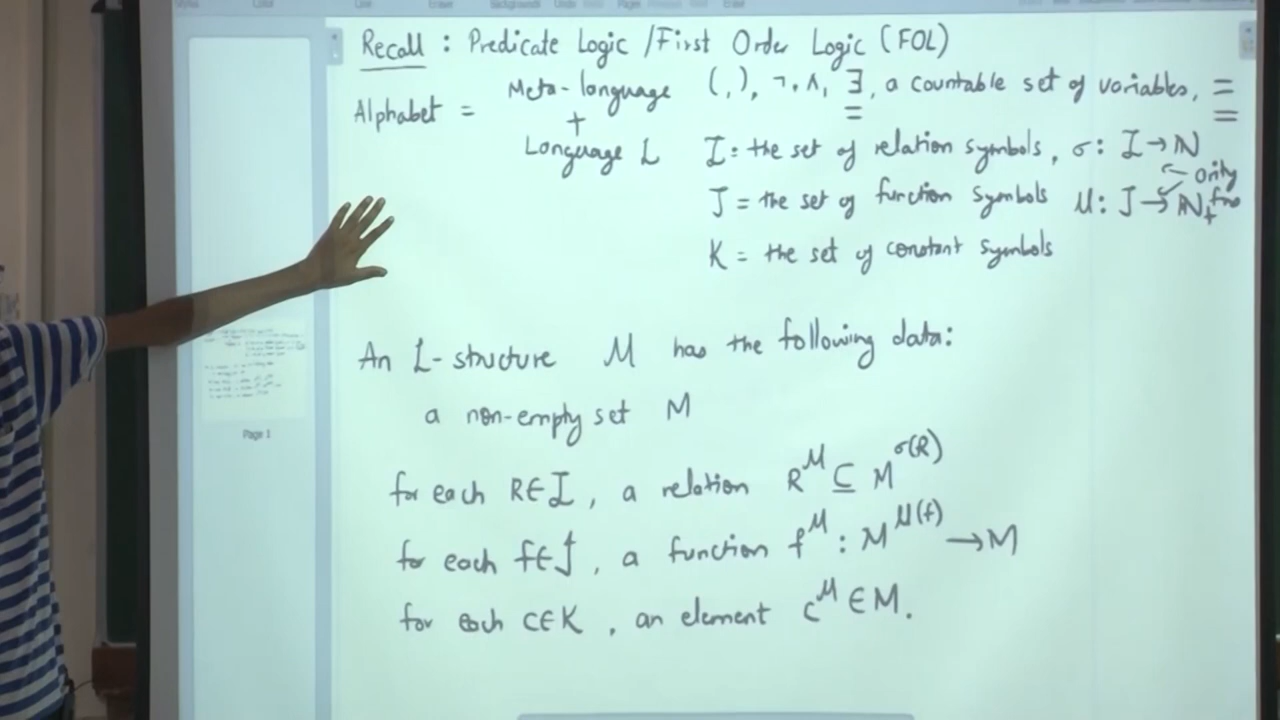 Recall : Predicate Logic / First Order Logic (FOL)
Alphabet = Meta-language (, ), ¬, ∧, ∃, a countable set of variables, =
+
Language L I = the set of relation symbols, σ: I → ℕ
J = the set of function symbols μ: J → ℕ+
K = the set of constant symbols
An L-structure M has the following data:
a non-empty set M
for each R∈I, a relation R^M ⊆ M^σ(R)
for each f∈J, a function f^M : M^μ(f) → M
for each C∈K, an element c^M ∈ M.
Page 1